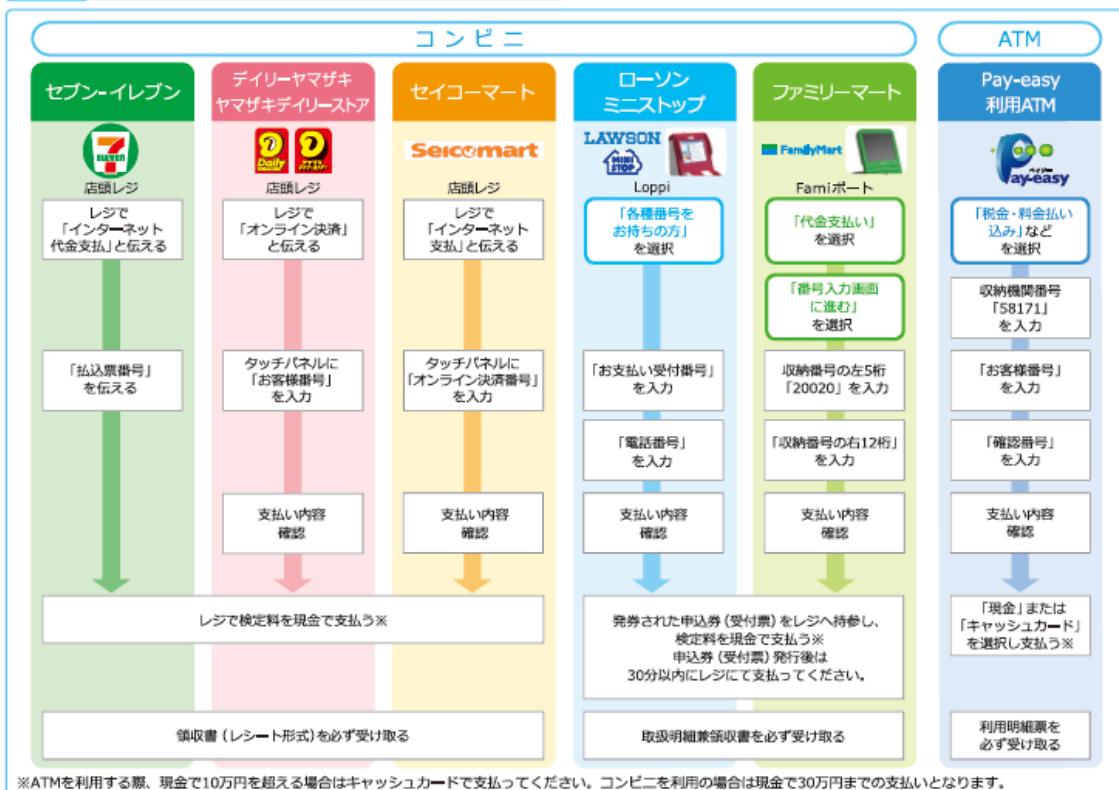 コンビニ
ATM
セブン-イレブン
デイリーヤマザキ
ヤマザキデイリーストア
セイコーマート
ローソン
ミニストップ
ファミリーマート
Pay-easy
利用ATM
7
ELEVEN
店頭レジ
Daily
店頭レジ
Seicomart
店頭レジ
LAWSON
MINI
STOP
Loppi
FamilyMart
Famiポート
Pay-easy
レジで
「インターネット
代金支払」と伝える
レジで
「オンライン決済」
と伝える
レジで
「インターネット
支払」と伝える
「各種番号を
お持ちの方」
を選択
「代金支払い」
を選択
「税金・料金払い
込み」など
を選択
「番号入力画面
に進む」
を選択
収納機関番号
「58171」
を入力
「払込票番号」
を伝える
タッチパネルに
「お客様番号」
を入力
タッチパネルに
「オンライン決済番号」
を入力
「お支払い受付番号」
を入力
収納番号の左5桁
「20020」を入力
「お客様番号」
を入力
「電話番号」
を入力
「収納番号の右12桁」
を入力
「確認番号」
を入力
支払い内容
確認
支払い内容
確認
支払い内容
確認
支払い内容
確認
支払い内容
確認
レジで検定料を現金で支払う※
発券された申込券(受付票)をレジへ持参し、
検定料を現金で支払う※
申込券(受付票)発行後は
30分以内にレジにて支払ってください。
「現金」または
「キャッシュカード」
を選択し支払う※
領収書(レシート形式)を必ず受け取る
取扱明細兼領収書を必ず受け取る
利用明細票を
必ず受け取る
※ATMを利用する際、現金で10万円を超える場合はキャッシュカードで支払ってください。コンビニを利用の場合は現金で30万円までの支払いとなります。